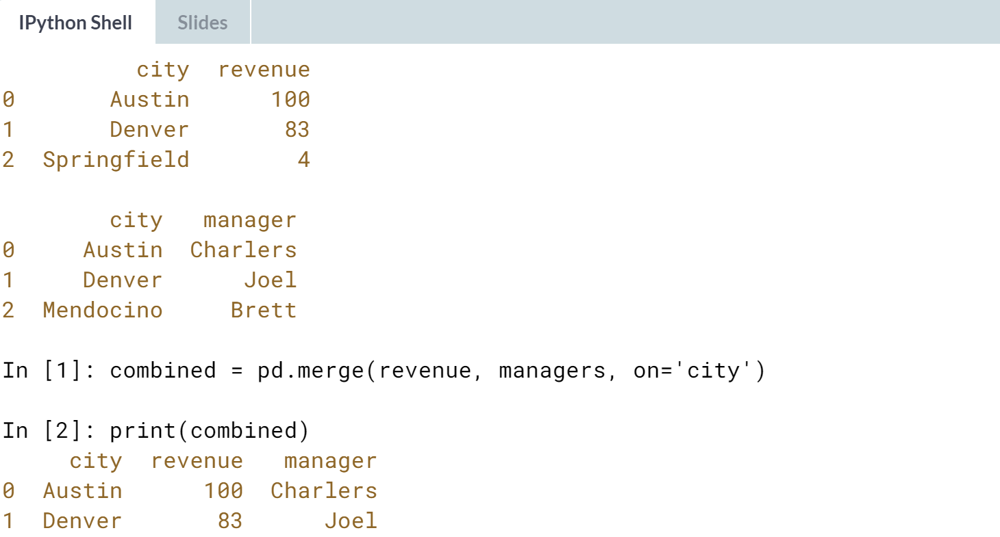 IPython Shell Slides
city revenue
0 Austin 100
1 Denver 83
2 Springfield 4
city manager
0 Austin Charlers
1 Denver Joel
2 Mendocino Brett
In [1]: combined = pd.merge(revenue, managers, on='city')
In [2]: print(combined)
city revenue manager
0 Austin 100 Charlers
1 Denver 83 Joel